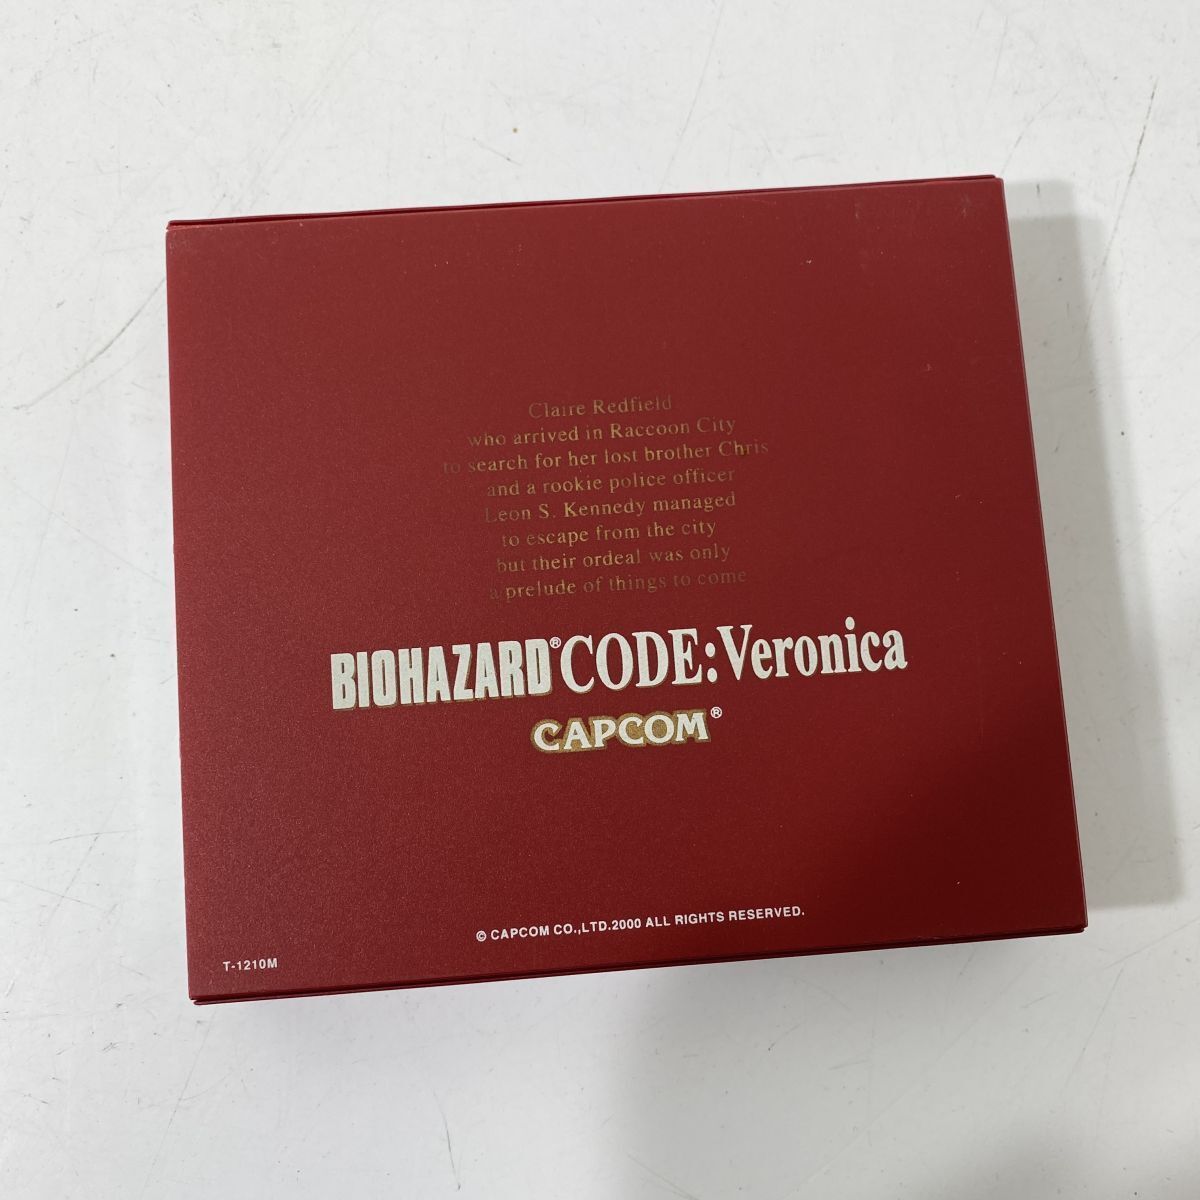 Claire Redfield
who arrived in Raccoon City
to search for her lost brother Chris
and a rookie police officer
Leon S. Kennedy managed
to escape from the city
but their ordeal was only
a prelude of things to come
BIOHAZARD® CODE:Veronica
CAPCOM®
© CAPCOM CO.,LTD.2000 ALL RIGHTS RESERVED.
T-1210M